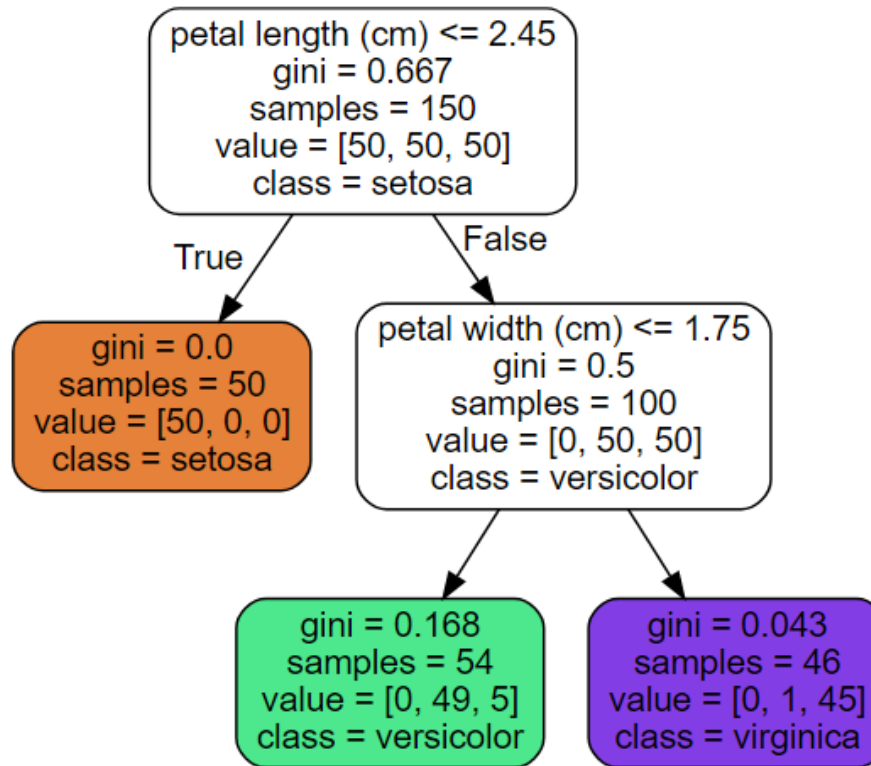 petal length (cm) <= 2.45
gini = 0.667
samples = 150
value = [50, 50, 50]
class = setosa
True
False
gini = 0.0
samples = 50
value = [50, 0, 0]
class = setosa
petal width (cm) <= 1.75
gini = 0.5
samples = 100
value = [0, 50, 50]
class = versicolor
gini = 0.168
samples = 54
value = [0, 49, 5]
class = versicolor
gini = 0.043
samples = 46
value = [0, 1, 45]
class = virginica